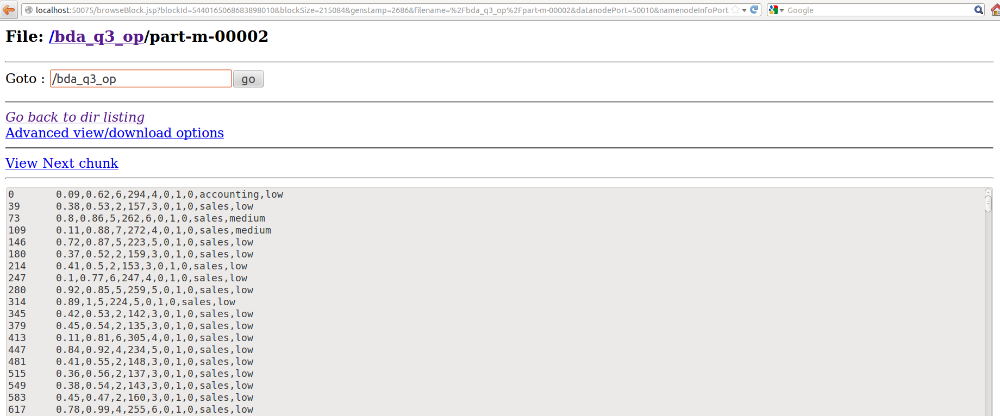 localhost:50075/browseBlock.jsp?blockId=5440165068683898010&blockSize=215084&genstamp=2686&filename=%2Fbda_q3_op%2Fpart-m-00002&datanodePort=50010&namenodeInfoPort
Google
File: /bda_q3_op/part-m-00002
Goto : /bda_q3_op go
Go back to dir listing
Advanced view/download options
View Next chunk
0 0.09,0.62,6,294,4,0,1,0,accounting,low
39 0.38,0.53,2,157,3,0,1,0,sales,low
73 0.8,0.86,5,262,6,0,1,0,sales,medium
109 0.11,0.88,7,272,4,0,1,0,sales,medium
146 0.72,0.87,5,223,5,0,1,0,sales,low
180 0.37,0.52,2,159,3,0,1,0,sales,low
214 0.41,0.5,2,153,3,0,1,0,sales,low
247 0.1,0.77,6,247,4,0,1,0,sales,low
280 0.92,0.85,5,259,5,0,1,0,sales,low
314 0.89,1,5,224,5,0,1,0,sales,low
345 0.42,0.53,2,142,3,0,1,0,sales,low
379 0.45,0.54,2,135,3,0,1,0,sales,low
413 0.11,0.81,6,305,4,0,1,0,sales,low
447 0.84,0.92,4,234,5,0,1,0,sales,low
481 0.41,0.55,2,148,3,0,1,0,sales,low
515 0.36,0.56,2,137,3,0,1,0,sales,low
549 0.38,0.54,2,143,3,0,1,0,sales,low
583 0.45,0.47,2,160,3,0,1,0,sales,low
617 0.78,0.99,4,255,6,0,1,0,sales,low